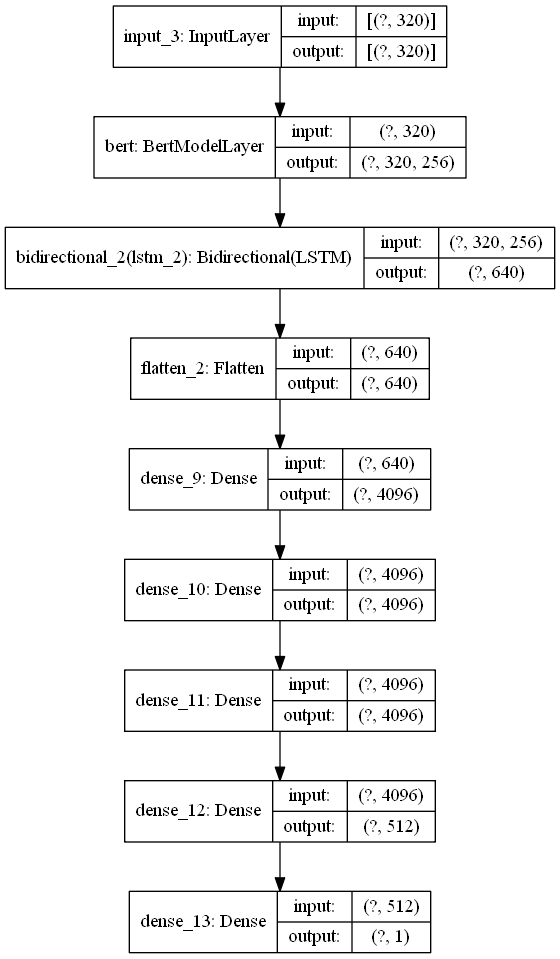 input_3: InputLayer
input: [(?, 320)]
output: [(?, 320)]
bert: BertModelLayer
input: (?, 320)
output: (?, 320, 256)
bidirectional_2(lstm_2): Bidirectional(LSTM)
input: (?, 320, 256)
output: (?, 640)
flatten_2: Flatten
input: (?, 640)
output: (?, 640)
dense_9: Dense
input: (?, 640)
output: (?, 4096)
dense_10: Dense
input: (?, 4096)
output: (?, 4096)
dense_11: Dense
input: (?, 4096)
output: (?, 4096)
dense_12: Dense
input: (?, 4096)
output: (?, 512)
dense_13: Dense
input: (?, 512)
output: (?, 1)